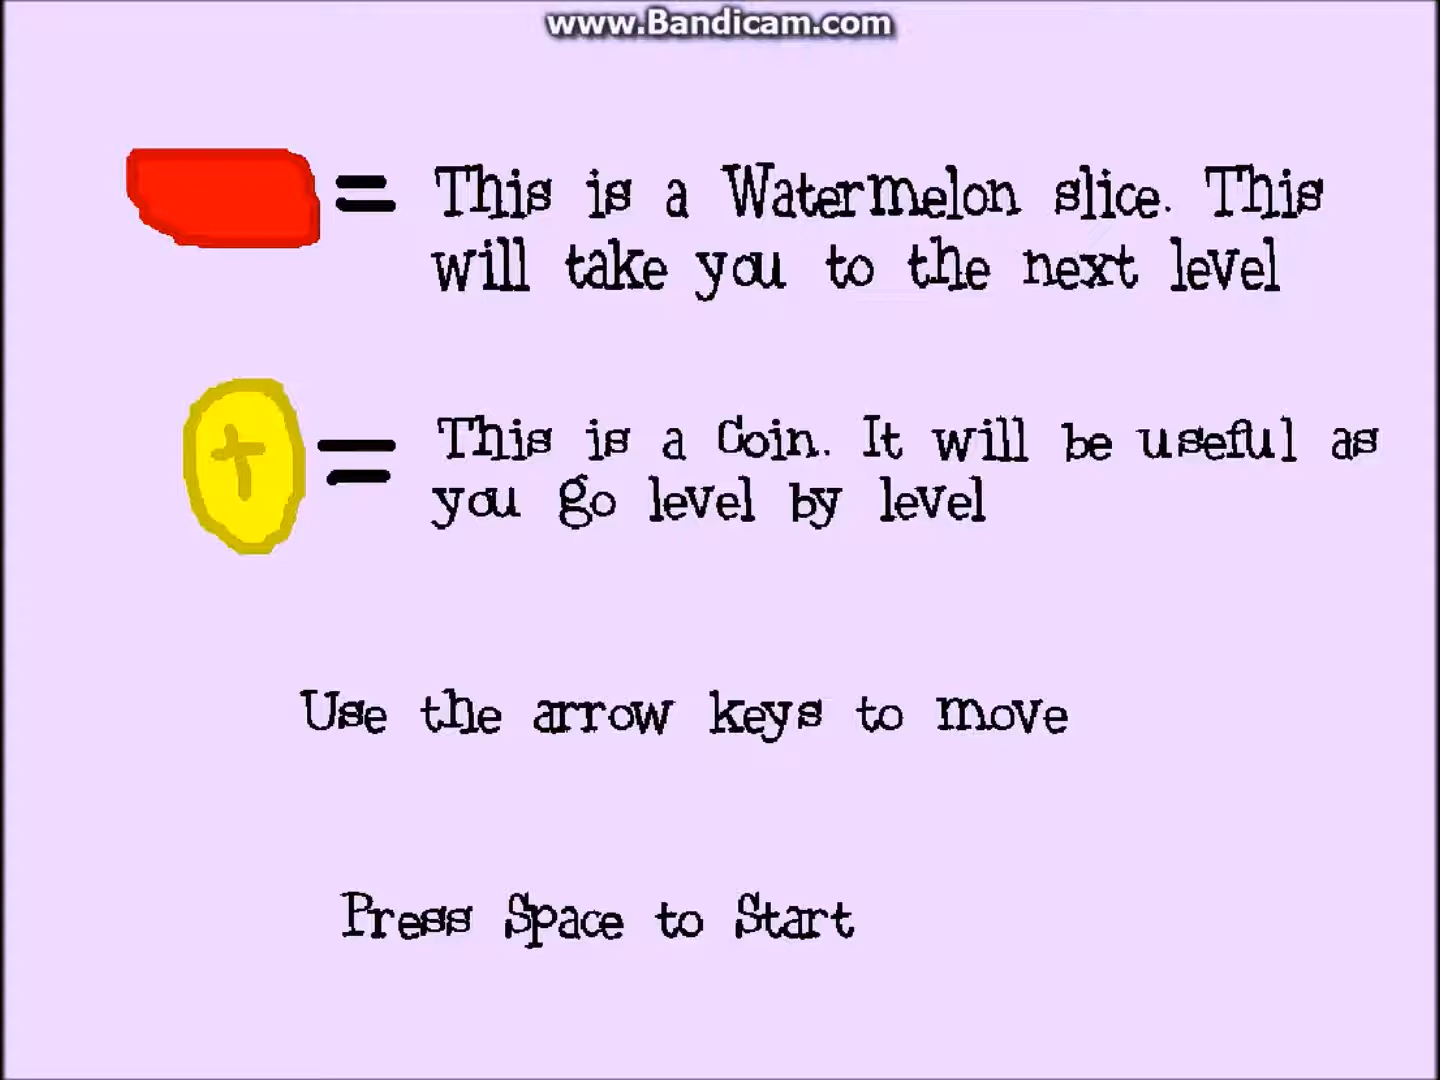 www.Bandicam.com
= This is a Watermelon slice. This
will take you to the next level
= This is a Coin. It will be useful as
you go level by level
Use the arrow keys to move
Press Space to Start